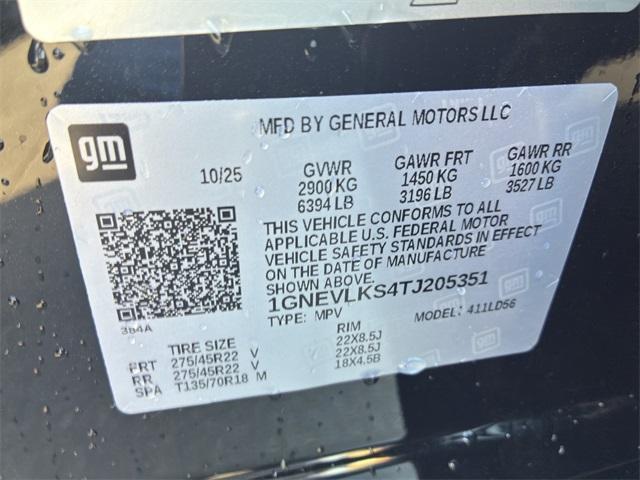 gm
MFD BY GENERAL MOTORS LLC
10/25
GVWR GAWR FRT GAWR RR
2900 KG 1450 KG 1600 KG
6394 LB 3196 LB 3527 LB
THIS VEHICLE CONFORMS TO ALL
APPLICABLE U.S. FEDERAL MOTOR
VEHICLE SAFETY STANDARDS IN EFFECT
ON THE DATE OF MANUFACTURE
SHOWN ABOVE.
1GNEVLKS4TJ205351
TYPE: MPV MODEL: 411LD56
384A
TIRE SIZE RIM
FRT 275/45R22 V 22X8.5J
RR 275/45R22 V 22X8.5J
SPA T135/70R18 M 18X4.5B